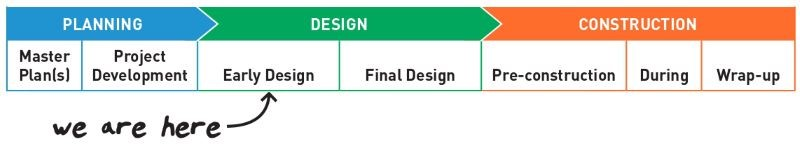 PLANNING DESIGN CONSTRUCTION
Master Plan(s)
Project Development
Early Design
Final Design
Pre-construction
During
Wrap-up
we are here